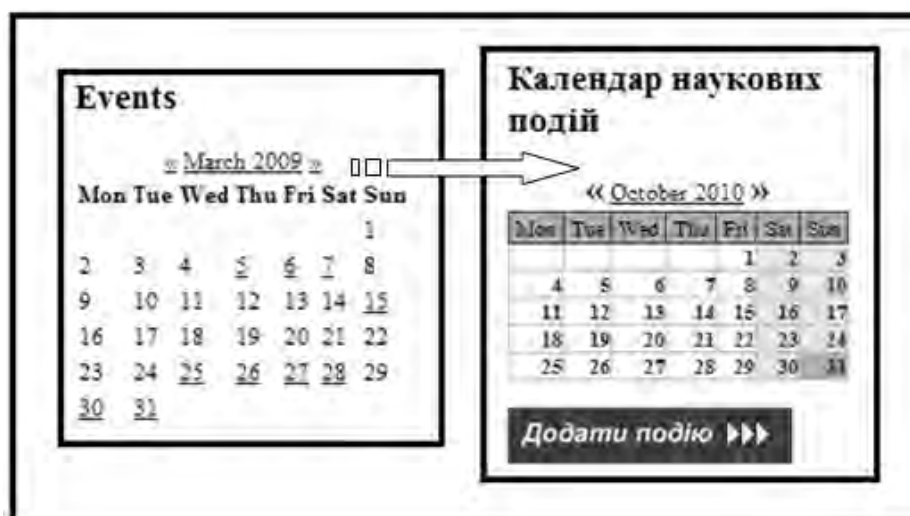 Events
« March 2009 »
Mon Tue Wed Thu Fri Sat Sun
1
2 3 4 5 6 7 8
9 10 11 12 13 14 15
16 17 18 19 20 21 22
23 24 25 26 27 28 29
30 31
Календар наукових
подій
« October 2010 »
Mon Tue Wed Thu Fri Sat Sun
1 2 3
4 5 6 7 8 9 10
11 12 13 14 15 16 17
18 19 20 21 22 23 24
25 26 27 28 29 30 31
Додати подію